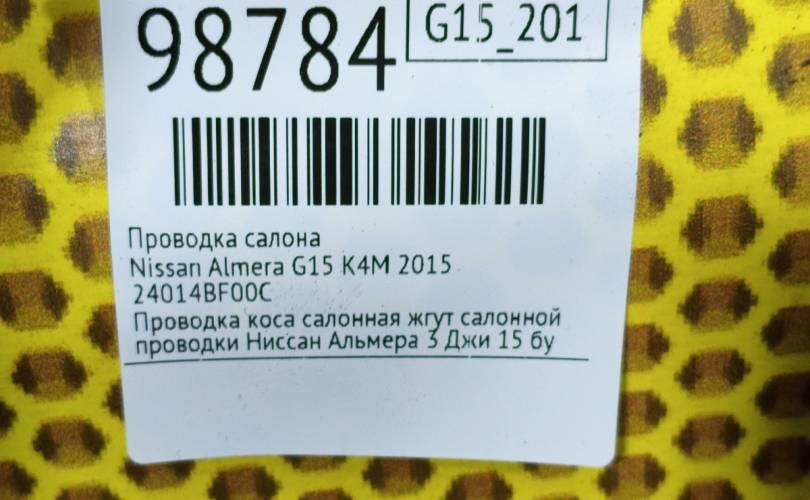 98784
G15_201
Проводка салона
Nissan Almera G15 K4M 2015
24014BF00C
Проводка коса салонная жгут салонной
проводки Ниссан Альмера 3 Джи 15 бу